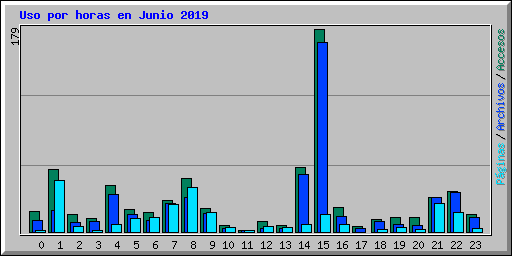 Uso por horas en Junio 2019
179
Páginas / Archivos / Accesos
0 1 2 3 4 5 6 7 8 9 10 11 12 13 14 15 16 17 18 19 20 21 22 23